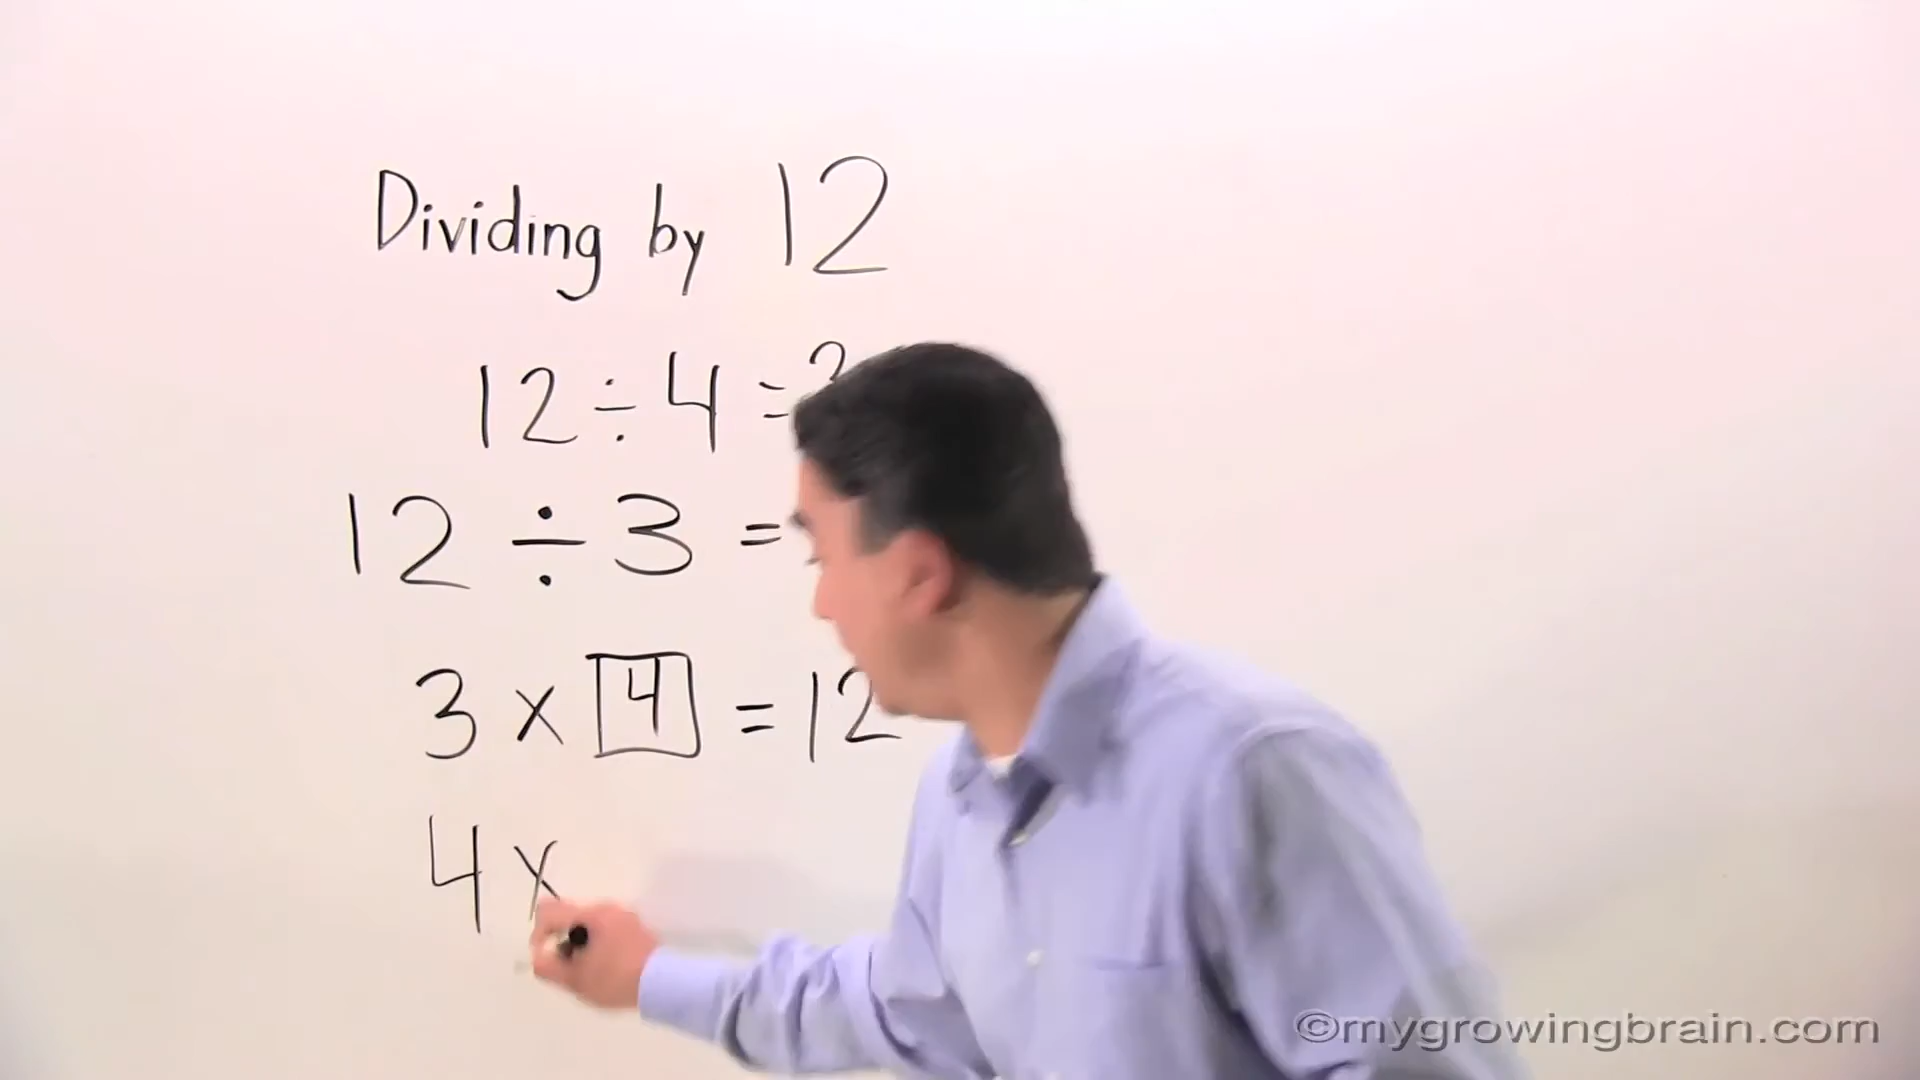 Dividing by 12
12 ÷ 4 =
12 ÷ 3 =
3 x 4 = 12
4 x
©mygrowingbrain.com